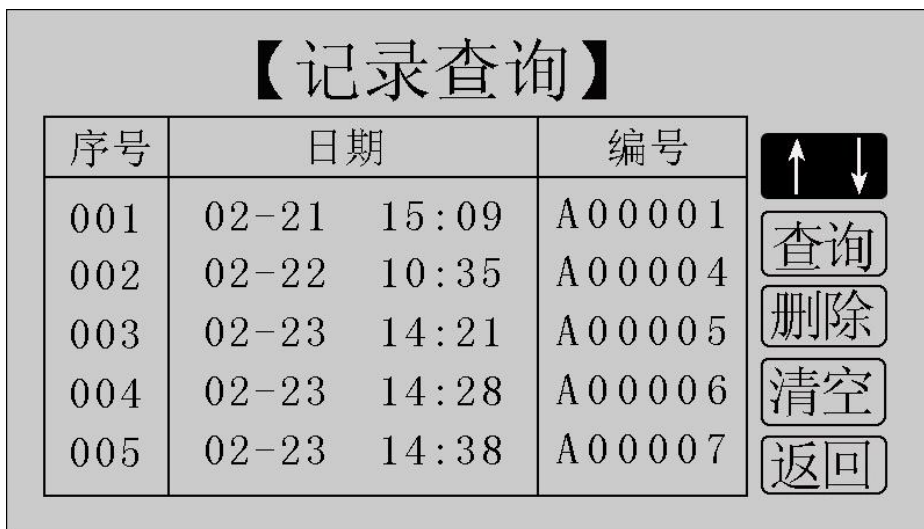 【记录查询】
序号 日期 编号
↑ ↓
001 02-21 15:09 A00001
查询
002 02-22 10:35 A00004
删除
003 02-23 14:21 A00005
004 02-23 14:28 A00006
清空
005 02-23 14:38 A00007
返回